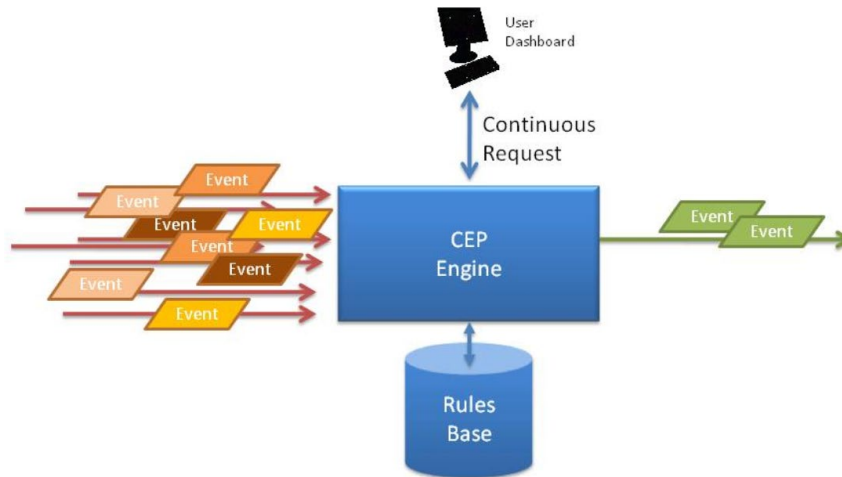 User
Dashboard
Continuous
Request
Event
Event
Event
Event
Event
Event
Event
Event
CEP
Engine
Event
Event
Rules
Base